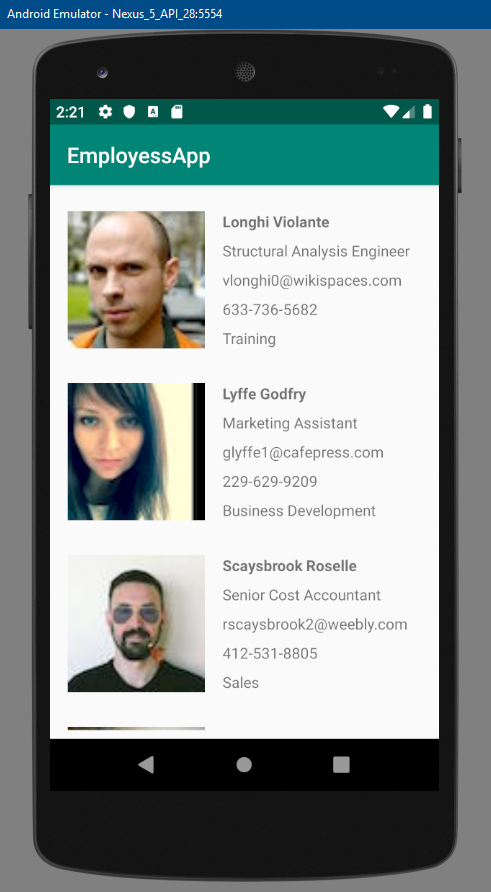 Android Emulator - Nexus_5_API_28:5554
2:21
A
EmployessApp
Longhi Violante
Structural Analysis Engineer
vlonghi0@wikispaces.com
633-736-5682
Training
Lyffe Godfry
Marketing Assistant
glyffe1@cafepress.com
229-629-9209
Business Development
Scaysbrook Roselle
Senior Cost Accountant
rscaysbrook2@weebly.com
412-531-8805
Sales